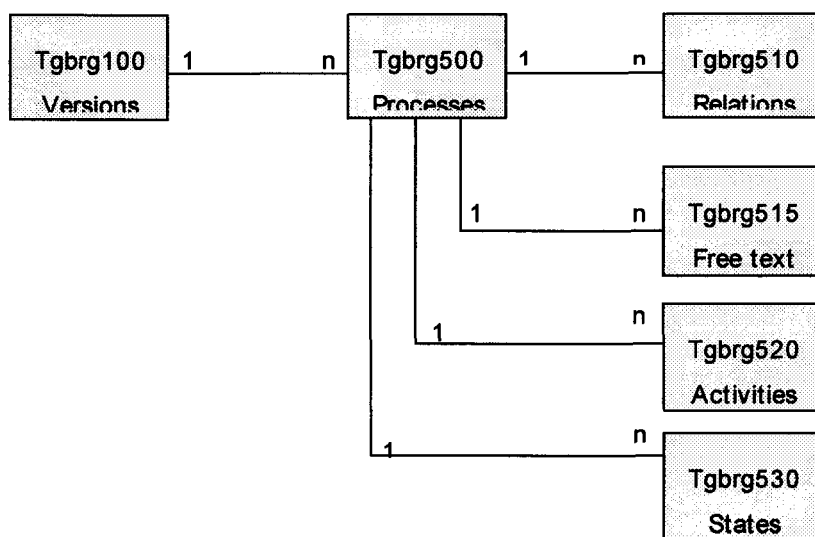 Tgbrg100
Versions
1
n
Tgbrg500
Processes
1
n
Tgbrg510
Relations
1
n
Tgbrg515
Free text
1
n
Tgbrg520
Activities
1
n
Tgbrg530
States